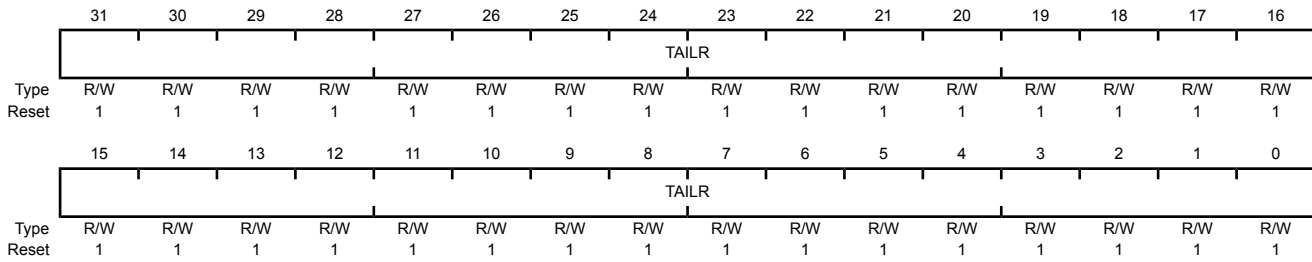 31 30 29 28 27 26 25 24 23 22 21 20 19 18 17 16
TAILR
Type R/W R/W R/W R/W R/W R/W R/W R/W R/W R/W R/W R/W R/W R/W R/W R/W
Reset 1 1 1 1 1 1 1 1 1 1 1 1 1 1 1 1
15 14 13 12 11 10 9 8 7 6 5 4 3 2 1 0
TAILR
Type R/W R/W R/W R/W R/W R/W R/W R/W R/W R/W R/W R/W R/W R/W R/W R/W
Reset 1 1 1 1 1 1 1 1 1 1 1 1 1 1 1 1